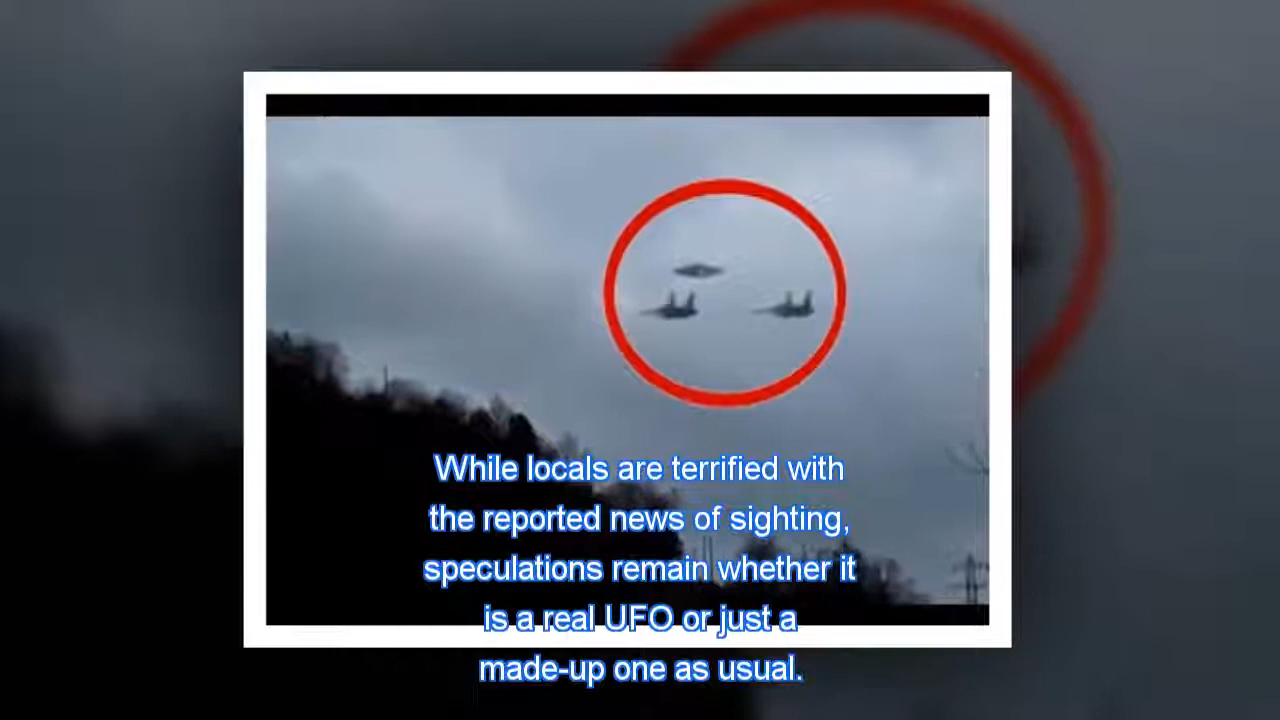 While locals are terrified with
the reported news of sighting,
speculations remain whether it
is a real UFO or just a
made-up one as usual.